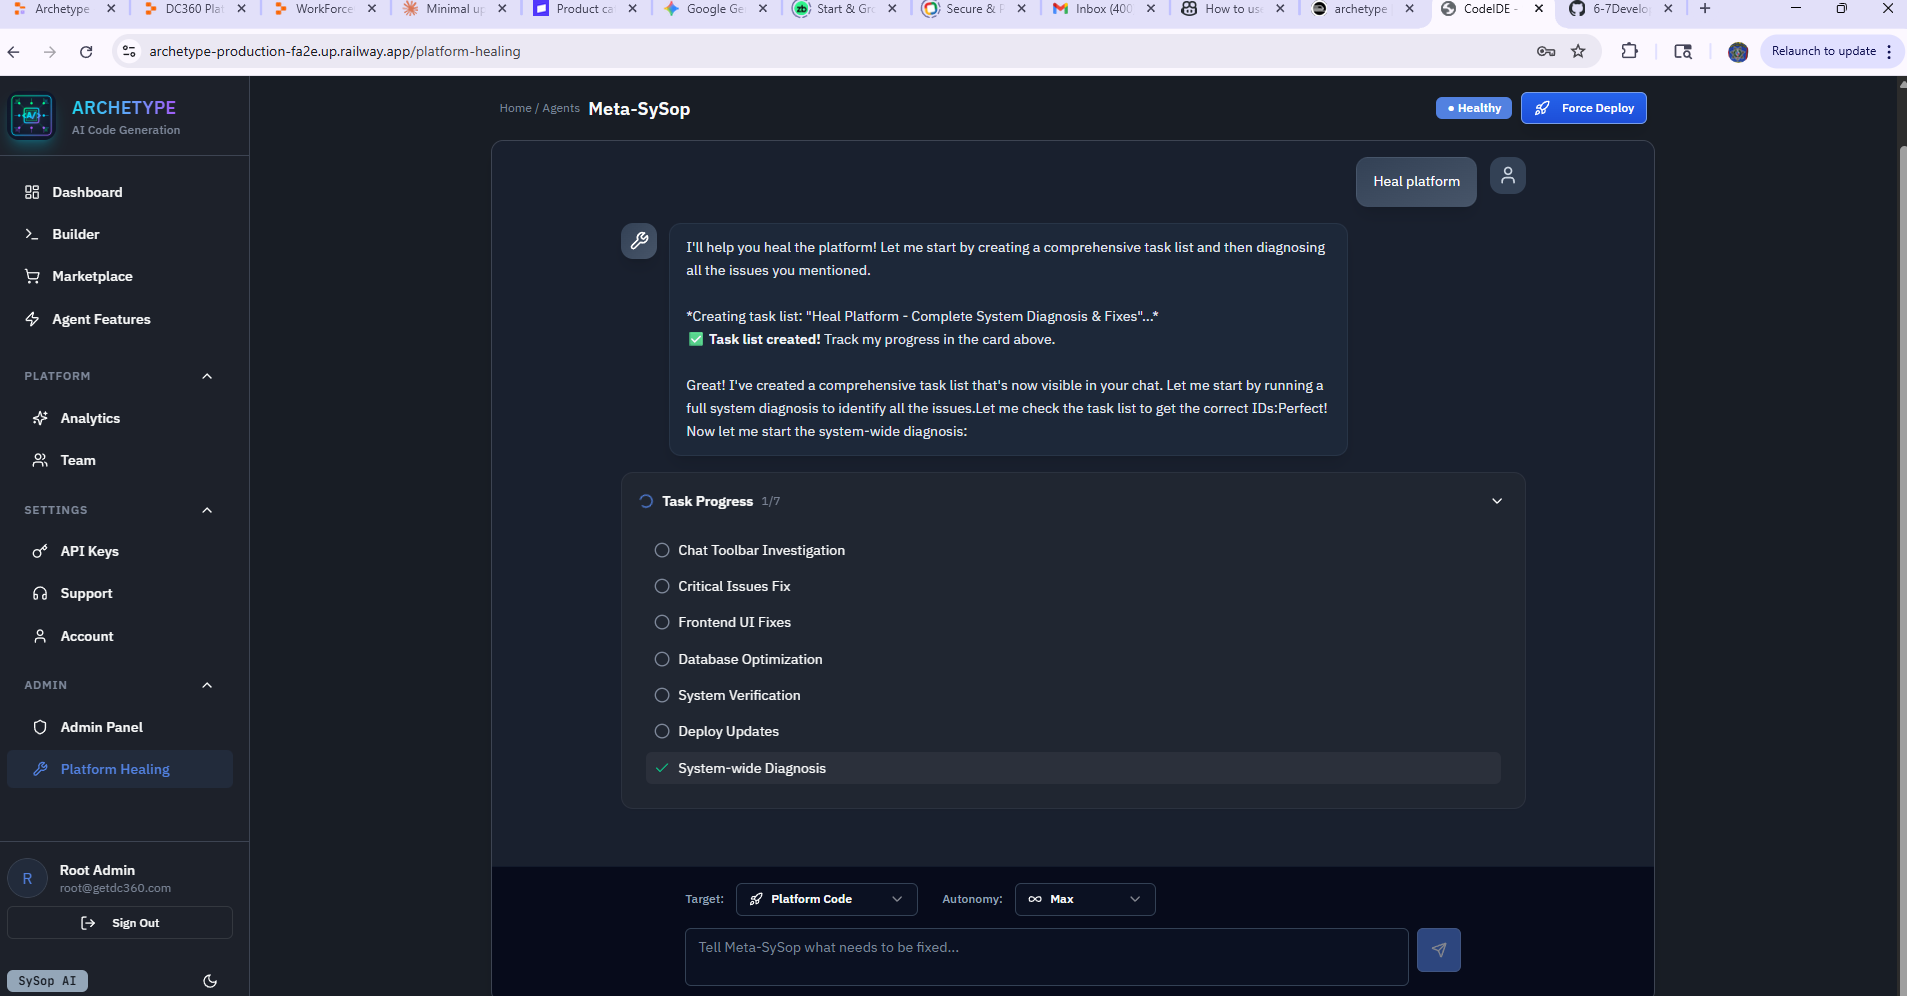 Archetype
DC360 Plat
WorkForce
Minimal up
Product ca
Google Ge
Start & Gro
Secure &
Inbox (400
How to use
archetype
CodeIDE -
6-7Develop
archetype-production-fa2e.up.railway.app/platform-healing
Relaunch to update
ARCHETYPE
AI Code Generation
Dashboard
Builder
Marketplace
Agent Features
PLATFORM
Analytics
Team
SETTINGS
API Keys
Support
Account
ADMIN
Admin Panel
Platform Healing
R
Root Admin
root@getdc360.com
Sign Out
SySop AI
Home / Agents Meta-SySop
Healthy
Force Deploy
Heal platform
I'll help you heal the platform! Let me start by creating a comprehensive task list and then diagnosing
all the issues you mentioned.
*Creating task list: "Heal Platform - Complete System Diagnosis & Fixes"...*
✅ Task list created! Track my progress in the card above.
Great! I've created a comprehensive task list that's now visible in your chat. Let me start by running a
full system diagnosis to identify all the issues.Let me check the task list to get the correct IDs:Perfect!
Now let me start the system-wide diagnosis:
Task Progress 1/7
Chat Toolbar Investigation
Critical Issues Fix
Frontend UI Fixes
Database Optimization
System Verification
Deploy Updates
System-wide Diagnosis
Target: Platform Code Autonomy: Max
Tell Meta-SySop what needs to be fixed...